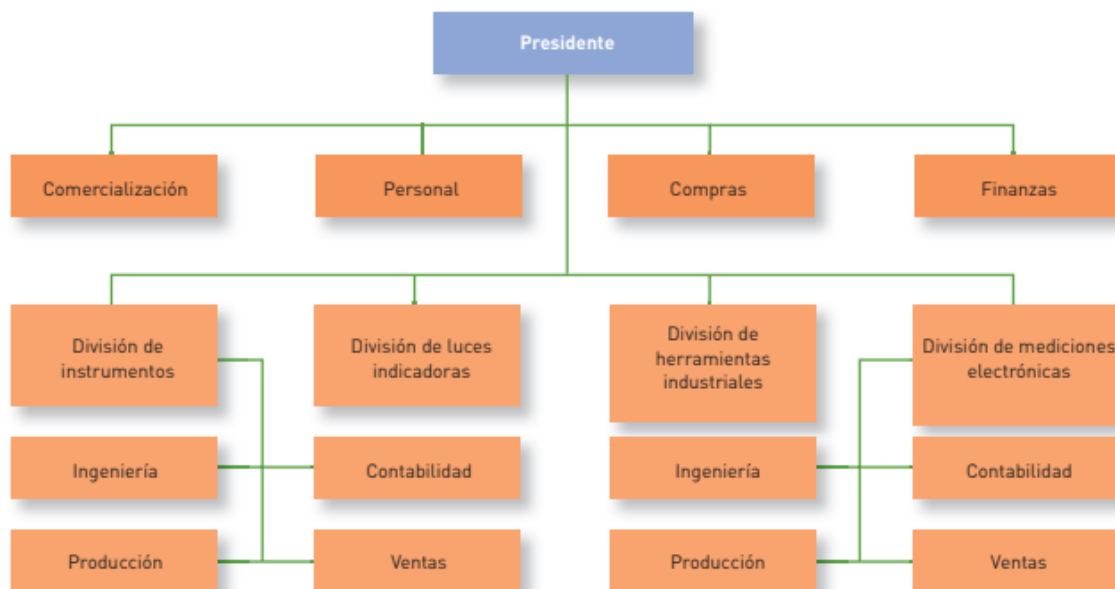 Presidente
Comercialización
Personal
Compras
Finanzas
División de
instrumentos
División de luces
indicadoras
División de
herramientas
industriales
División de mediciones
electrónicas
Ingeniería
Contabilidad
Ingeniería
Contabilidad
Producción
Ventas
Producción
Ventas